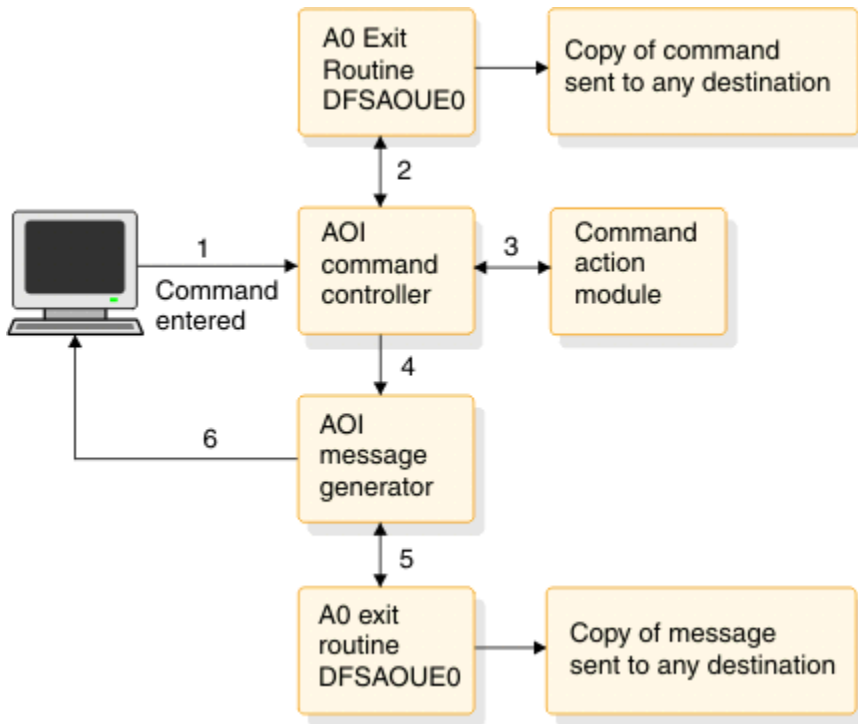 A0 Exit
Routine
DFSAOUE0
Copy of command
sent to any destination
2
1
Command
entered
AOI
command
controller
3
Command
action
module
4
6
AOI
message
generator
5
A0 exit
routine
DFSAOUE0
Copy of message
sent to any destination